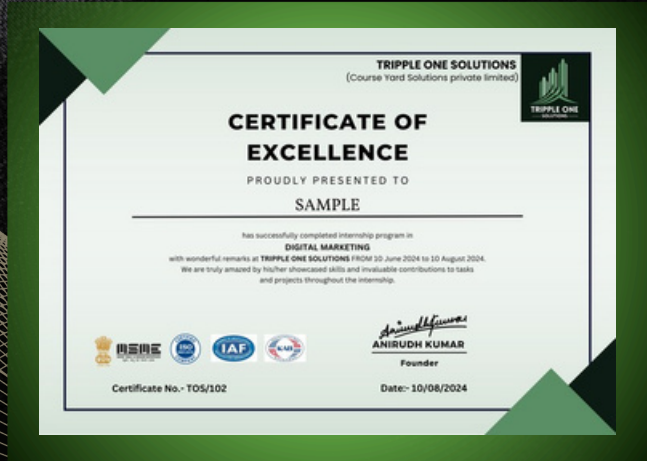 TRIPPLE ONE SOLUTIONS
(Course Yard Solutions private limited)
TRIPPLE ONE
SOLUTIONS
CERTIFICATE OF
EXCELLENCE
PROUDLY PRESENTED TO
SAMPLE
has successfully completed internship program in
DIGITAL MARKETING
with wonderful remarks at TRIPPLE ONE SOLUTIONS FROM 10 June 2024 to 10 August 2024.
We are truly amazed by his/her showcased skills and invaluable contributions to tasks
and projects throughout the internship.
MSME
ISO
IAF
KAB
ANIRUDH KUMAR
Founder
Certificate No.- TOS/102
Date:- 10/08/2024